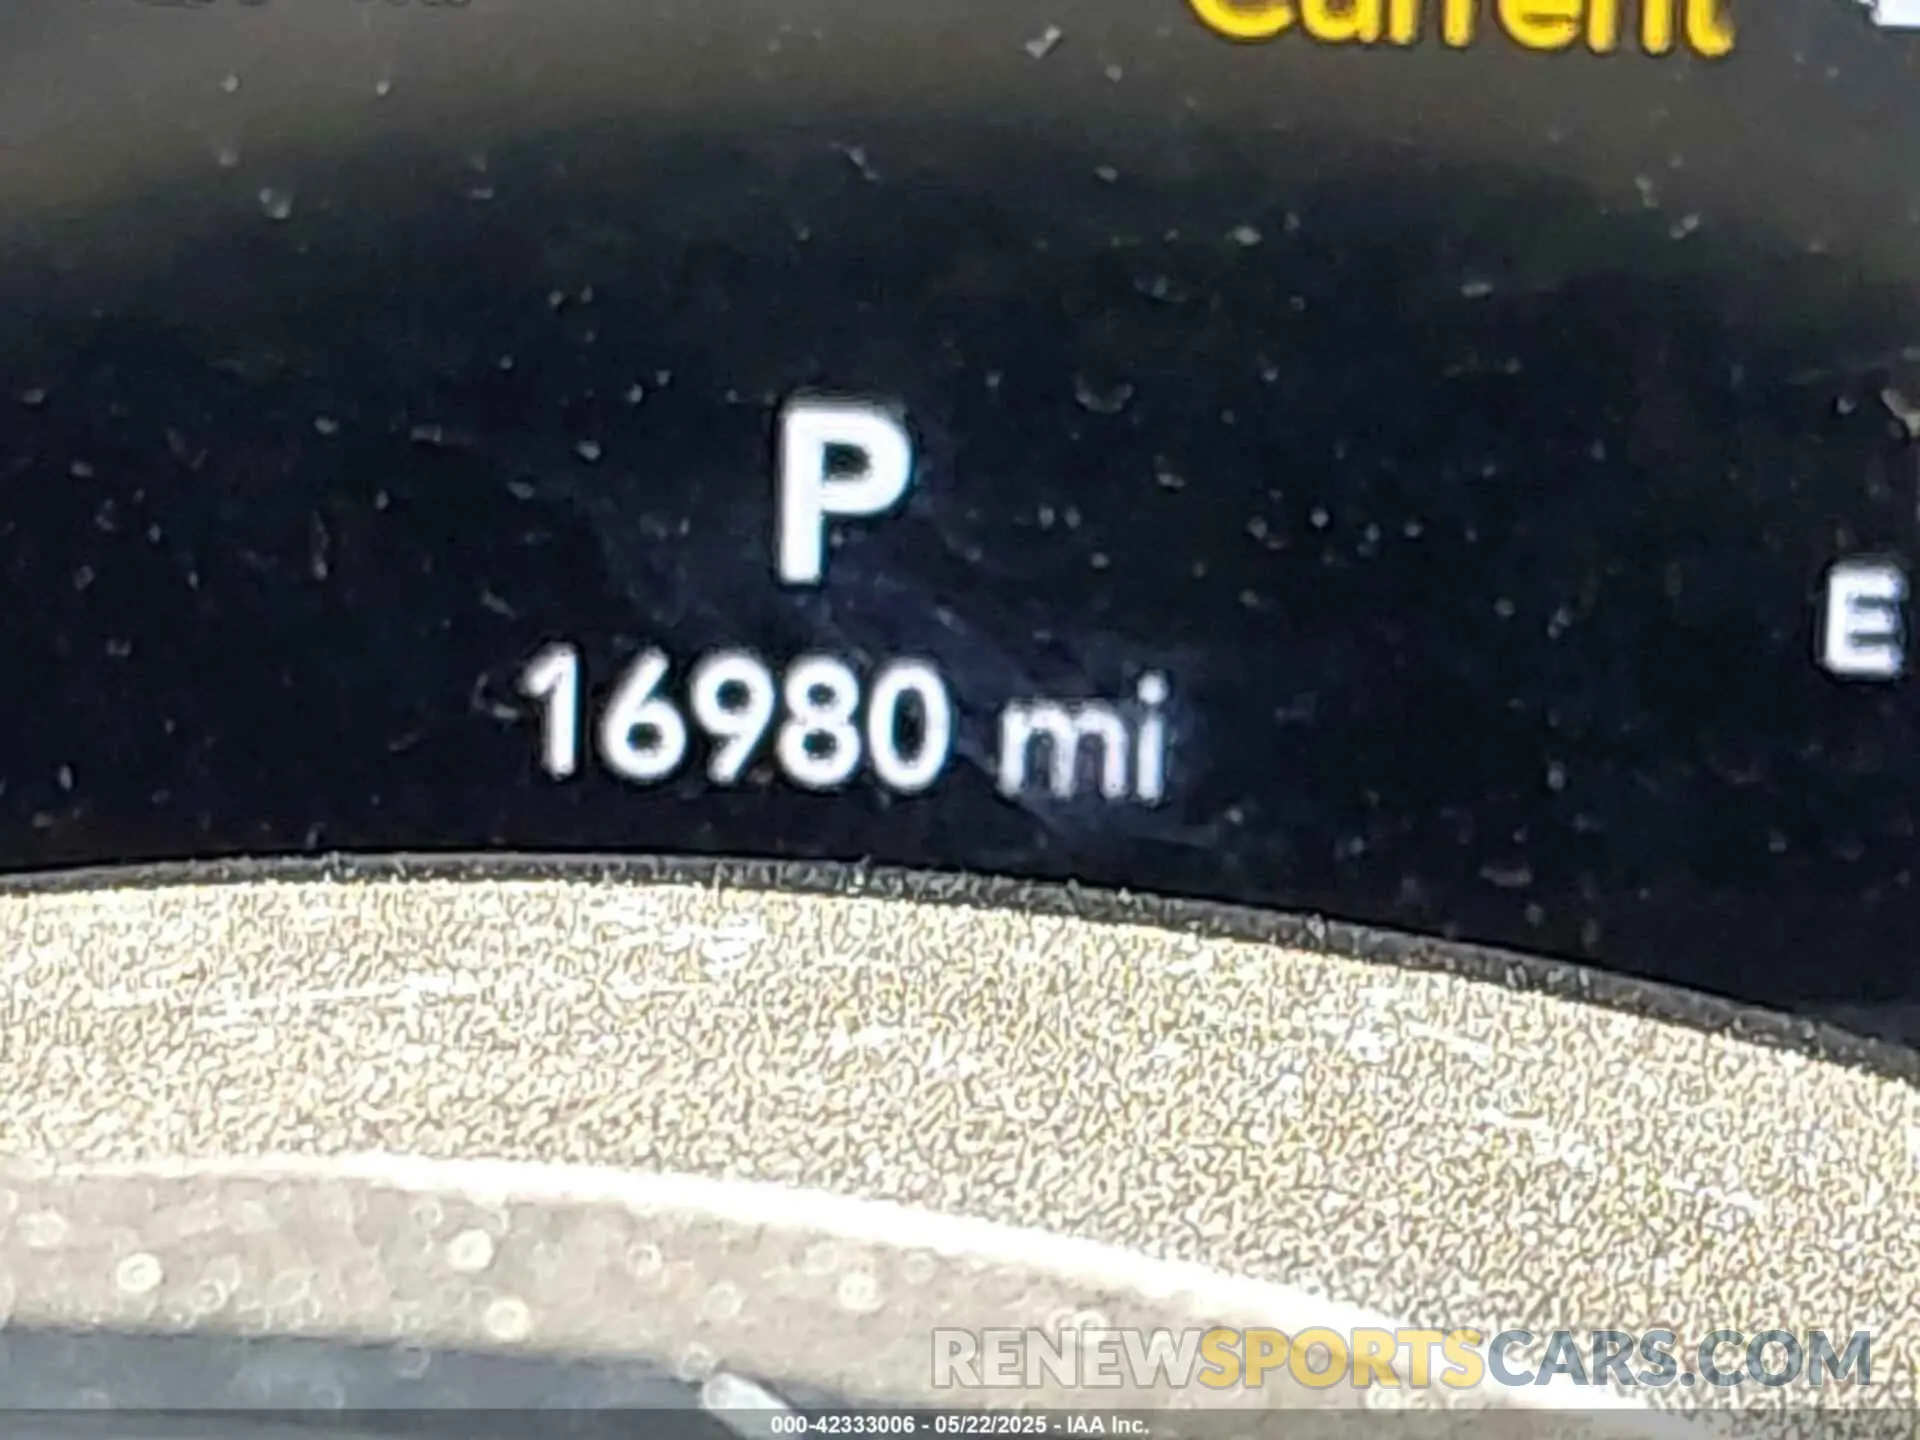 Current
P
E
16980 mi
RENEWSPORTSCARS.COM
000-42333006 - 05/22/2025 - IAA Inc.